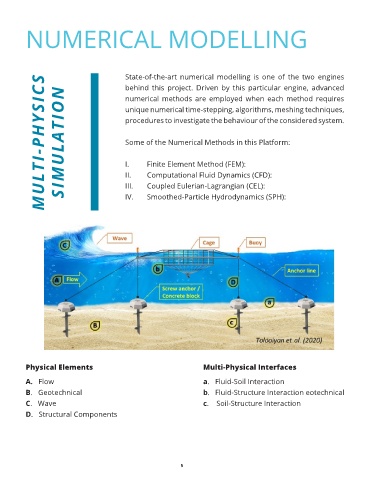 NUMERICAL MODELLING
MULTI-PHYSICS
SIMULATION
State-of-the-art numerical modelling is one of the two engines
behind this project. Driven by this particular engine, advanced
numerical methods are employed when each method requires
unique numerical time-stepping, algorithms, meshing techniques,
procedures to investigate the behaviour of the considered system.
Some of the Numerical Methods in this Platform:
I. Finite Element Method (FEM):
II. Computational Fluid Dynamics (CFD):
III. Coupled Eulerian-Lagrangian (CEL):
IV. Smoothed-Particle Hydrodynamics (SPH):
Wave
C
Cage
Buoy
b
Anchor line
A Flow
D
Screw anchor /
Concrete block
a
B
c
Tolooiyan et al. (2020)
Physical Elements
A. Flow
B. Geotechnical
C. Wave
D. Structural Components
Multi-Physical Interfaces
a. Fluid-Soil Interaction
b. Fluid-Structure Interaction eotechnical
c. Soil-Structure Interaction